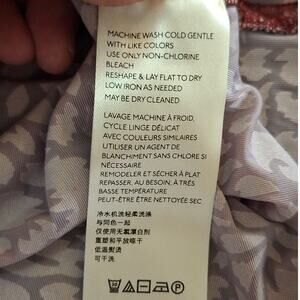 MACHINE WASH COLD GENTLE
WITH LIKE COLORS
USE ONLY NON-CHLORINE
BLEACH
RESHAPE & LAY FLAT TO DRY
LOW IRON AS NEEDED
MAY BE DRY CLEANED
LAVAGE MACHINE À FROID,
CYCLE LINGE DÉLICAT
AVEC COULEURS SIMILAIRES
UTILISER UN AGENT DE
BLANCHIMENT SANS CHLORE SI
NÉCESSAIRE
REMODELER ET SÉCHER À PLAT
REPASSER, AU BESOIN, À TRÈS
BASSE TEMPÉRATURE
PEUT-ÊTRE ÊTRE NETTOYÉE SEC
冷水机洗轻柔洗涤
与同色一起
仅使用无氯漂白剂
重塑和平放晾干
低温熨烫
可干洗
P